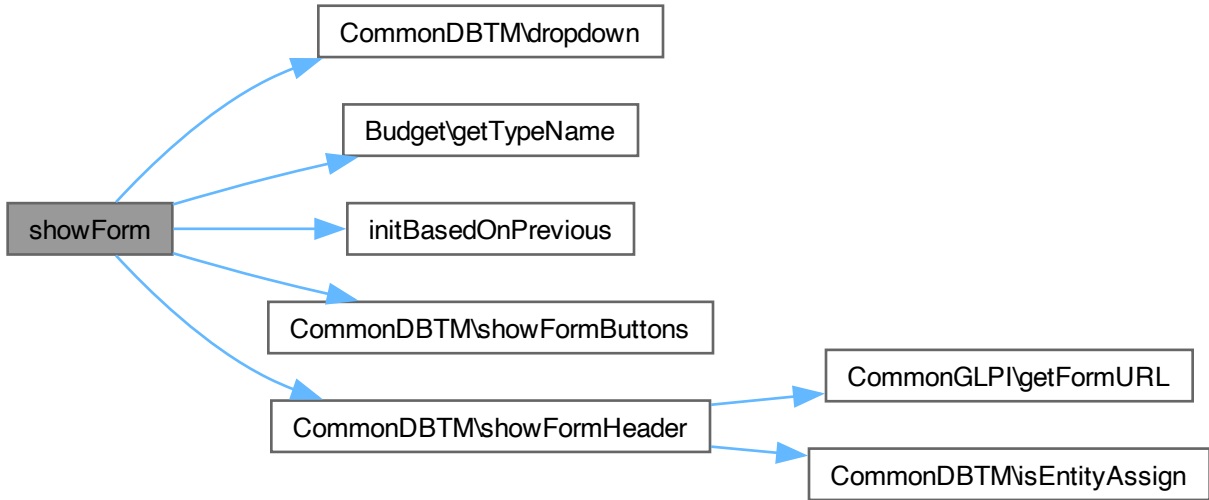 CommonDBTM\dropdown
Budget\getTypeName
showForm
initBasedOnPrevious
CommonDBTM\showFormButtons
CommonGLPI\getFormURL
CommonDBTM\showFormHeader
CommonDBTM\isEntityAssign